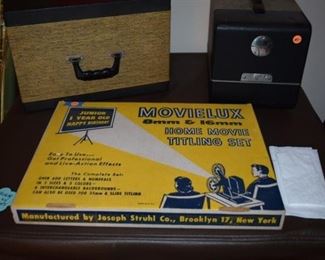 JUNIOR
1 YEAR OLD
HAPPY BIRTHDAY
MOVIELUX
8mm & 16mm
HOME MOVIE
TITLING SET
Easy To Use...
Get Professional
and Live-Action Effects
The Complete Set:
OVER 400 LETTERS & NUMERALS
IN 3 SIZES & 3 COLORS
6 INTERCHANGEABLE BACKGROUNDS
CAN ALSO BE USED FOR 35mm & SLIDE TITLING
Manufactured by Joseph Struhl Co., Brooklyn 17, New York